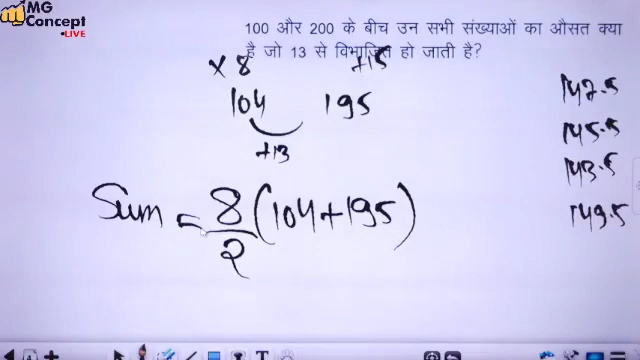 MG
Concept
LIVE
100 और 200 के बीच उन सभी संख्याओं का औसत क्या
है जो 13 से विभाजित हो जाती है?
×8 +15
104 195
+13
147.5
145.5
143.5
149.5
Sum = 8/2 (104+195)